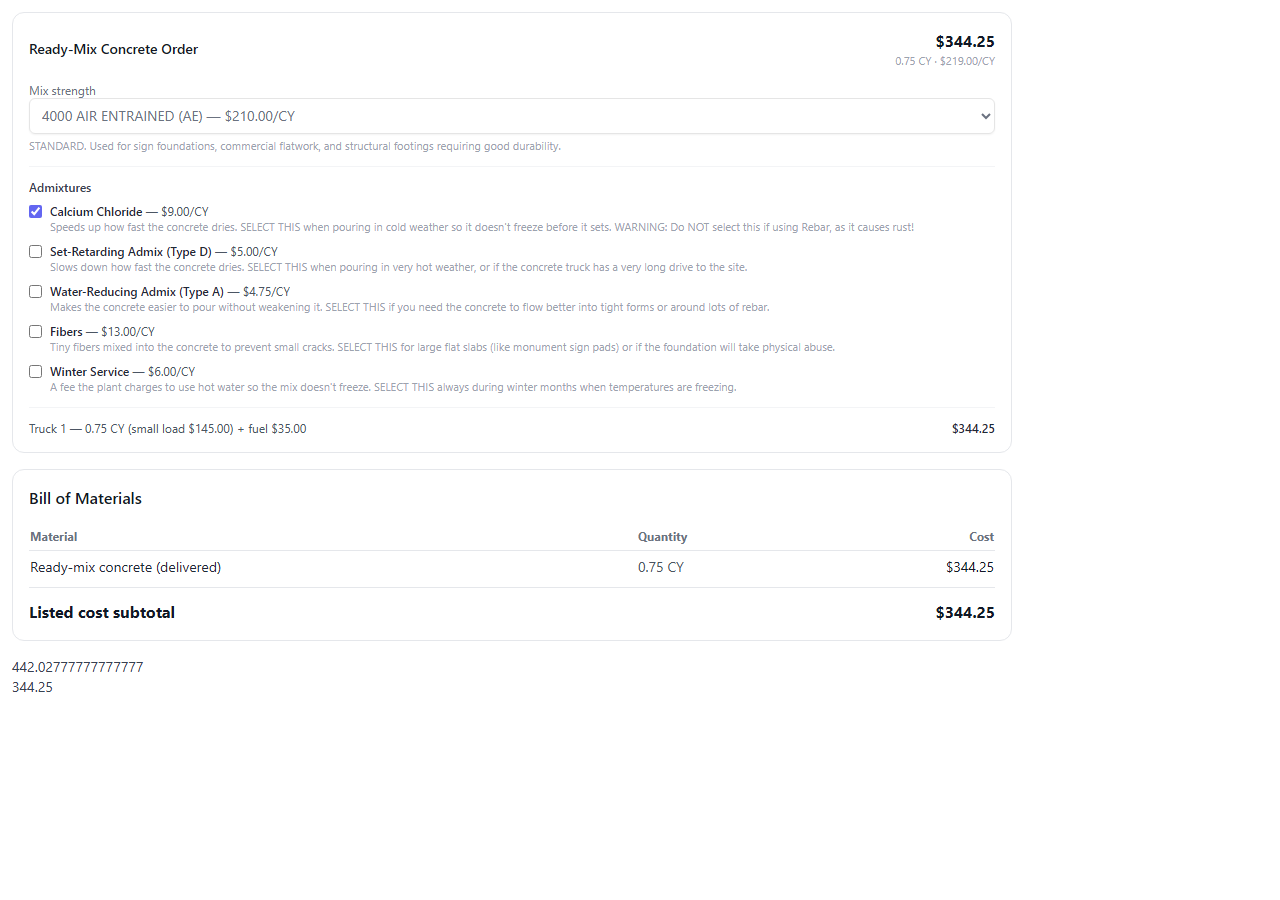 Ready-Mix Concrete Order
$344.25
0.75 CY · $219.00/CY
Mix strength
4000 AIR ENTRAINED (AE) — $210.00/CY
STANDARD. Used for sign foundations, commercial flatwork, and structural footings requiring good durability.
Admixtures
Calcium Chloride — $9.00/CY
Speeds up how fast the concrete dries. SELECT THIS when pouring in cold weather so it doesn't freeze before it sets. WARNING: Do NOT select this if using Rebar, as it causes rust!
Set-Retarding Admix (Type D) — $5.00/CY
Slows down how fast the concrete dries. SELECT THIS when pouring in very hot weather, or if the concrete truck has a very long drive to the site.
Water-Reducing Admix (Type A) — $4.75/CY
Makes the concrete easier to pour without weakening it. SELECT THIS if you need the concrete to flow better into tight forms or around lots of rebar.
Fibers — $13.00/CY
Tiny fibers mixed into the concrete to prevent small cracks. SELECT THIS for large flat slabs (like monument sign pads) or if the foundation will take physical abuse.
Winter Service — $6.00/CY
A fee the plant charges to use hot water so the mix doesn't freeze. SELECT THIS always during winter months when temperatures are freezing.
Truck 1 — 0.75 CY (small load $145.00) + fuel $35.00 $344.25
Bill of Materials
Material Quantity Cost
Ready-mix concrete (delivered) 0.75 CY $344.25
Listed cost subtotal $344.25
442.02777777777777
344.25